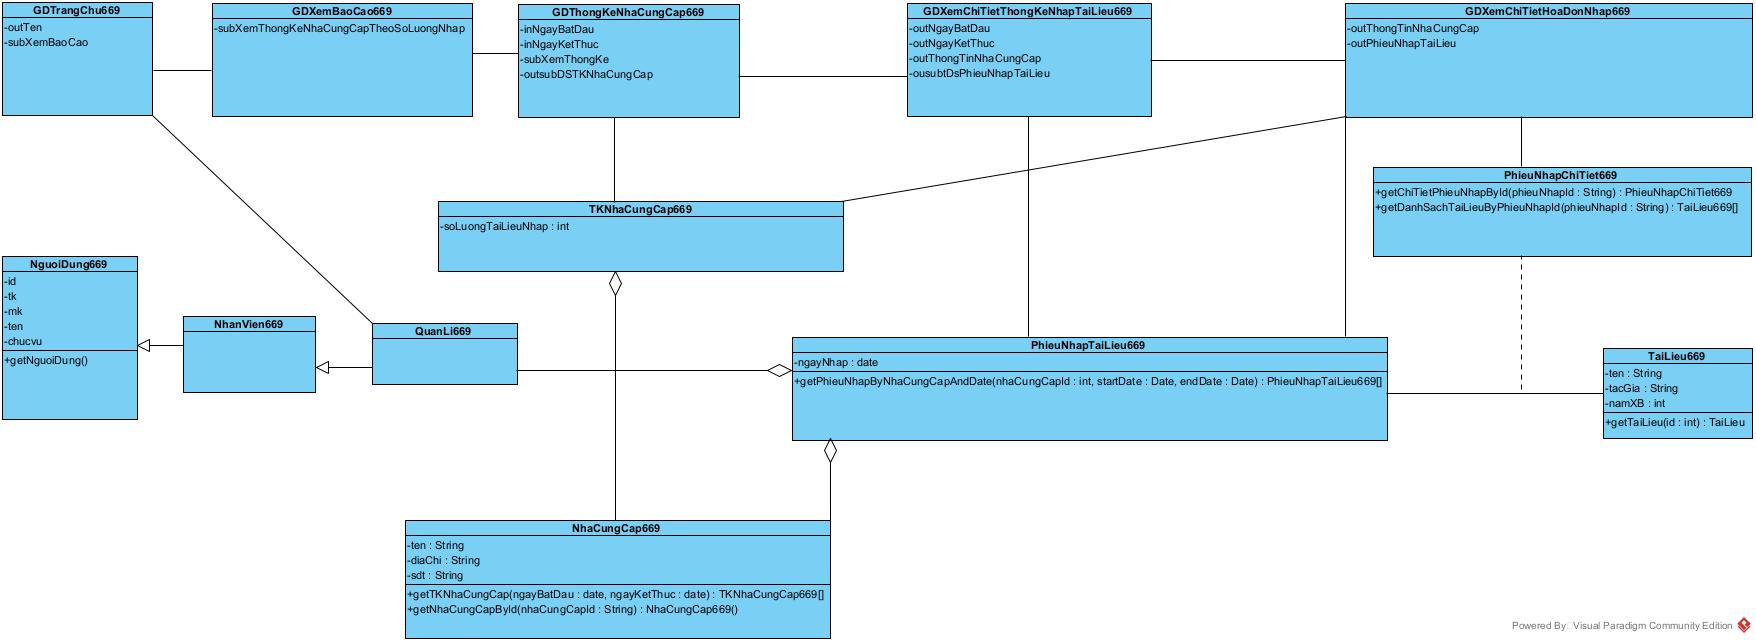 GDTrangChu669
-outTen
-subXemBaoCao
GDXemBaoCao669
-subXemThongKeNhaCungCapTheoSoLuongNhap
GDThongKeNhaCungCap669
-inNgayBatDau
-inNgayKetThuc
-subXemThongKe
-outsubDSTKNhaCungCap
GDXemChiTietThongKeNhapTaiLieu669
-outNgayBatDau
-outNgayKetThuc
-outThongTinNhaCungCap
-ousubtDsPhieuNhapTaiLieu
GDXemChiTietHoaDonNhap669
-outThongTinNhaCungCap
-outPhieuNhapTaiLieu
PhieuNhapChiTiet669
+getChiTietPhieuNhapById(phieuNhapId : String) : PhieuNhapChiTiet669
+getDanhSachTaiLieuByPhieuNhapId(phieuNhapId : String) : TaiLieu669[]
TKNhaCungCap669
-soLuongTaiLieuNhap : int
NguoiDung669
-id
-tk
-mk
-ten
-chucvu
+getNguoiDung()
NhanVien669
QuanLi669
PhieuNhapTaiLieu669
-ngayNhap : date
+getPhieuNhapByNhaCungCapAndDate(nhaCungCapId : int, startDate : Date, endDate : Date) : PhieuNhapTaiLieu669[]
TaiLieu669
-ten : String
-tacGia : String
-namXB : int
+getTaiLieu(id : int) : TaiLieu
NhaCungCap669
-ten : String
-diaChi : String
-sdt : String
+getTKNhaCungCap(ngayBatDau : date, ngayKetThuc : date) : TKNhaCungCap669[]
+getNhaCungCapById(nhaCungCapId : String) : NhaCungCap669()
Powered By Visual Paradigm Community Edition